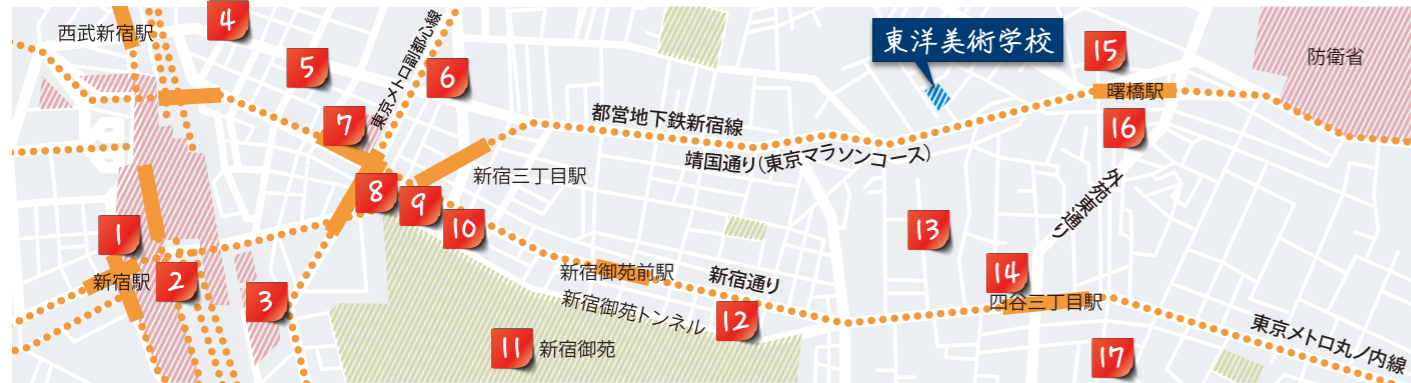 4
西武新宿駅
東京メトロ副都心線
5
6
7
東洋美術学校
15
防衛省
曙橋駅
16
都営地下鉄新宿線
靖国通り(東京マラソンコース)
新宿三丁目駅
8
9
10
外苑東通り
13
1
新宿駅
2
3
新宿御苑前駅
新宿通り
新宿御苑トンネル
12
14
四谷三丁目駅
11
新宿御苑
東京メトロ丸ノ内線
17